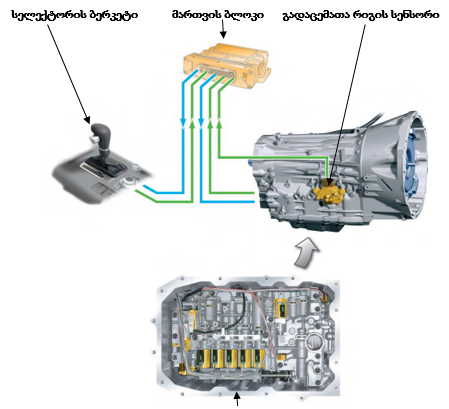 სელექტორის ბერკეტი
მართვის ბლოკი
გადაცემათა რიგის სენსორი